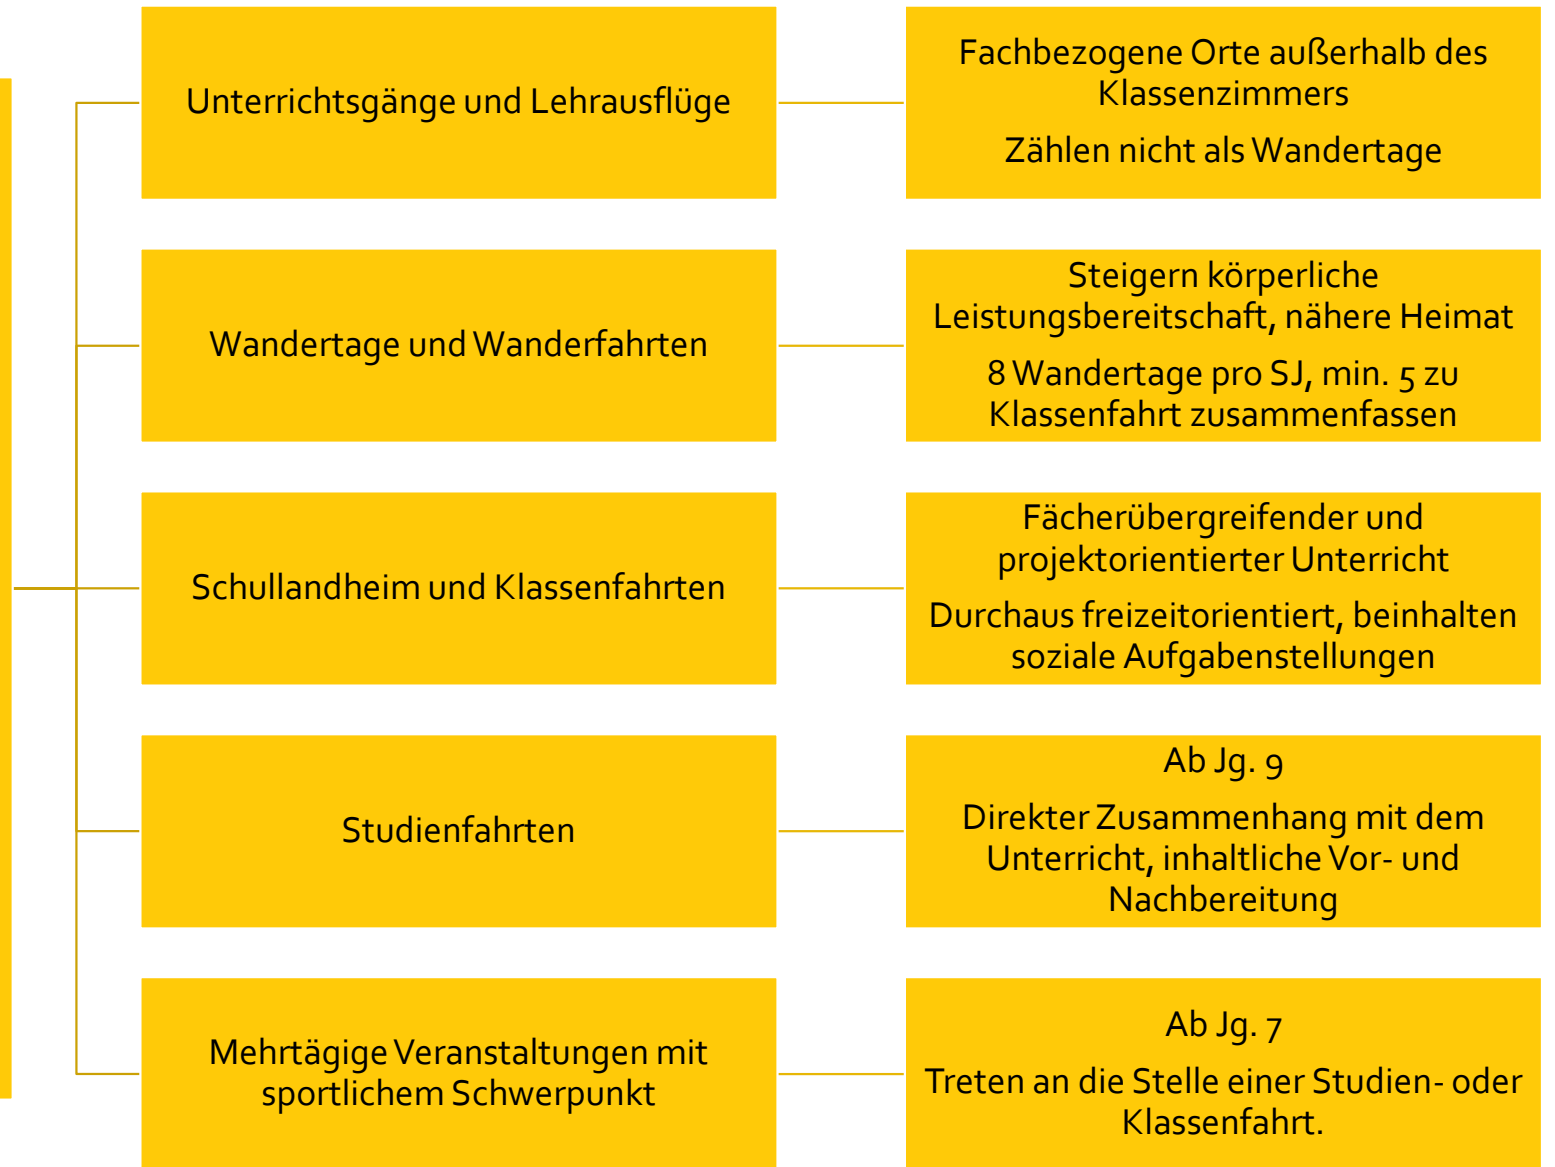 Unterrichtsgänge und Lehrausflüge
Fachbezogene Orte außerhalb des
Klassenzimmers
Zählen nicht als Wandertage
Wandertage und Wanderfahrten
Steigern körperliche
Leistungsbereitschaft, nähere Heimat
8 Wandertage pro SJ, min. 5 zu
Klassenfahrt zusammenfassen
Schullandheim und Klassenfahrten
Fächerübergreifender und
projektorientierter Unterricht
Durchaus freizeitorientiert, beinhalten
soziale Aufgabenstellungen
Studienfahrten
Ab Jg. 9
Direkter Zusammenhang mit dem
Unterricht, inhaltliche Vor- und
Nachbereitung
Mehrtägige Veranstaltungen mit
sportlichem Schwerpunkt
Ab Jg. 7
Treten an die Stelle einer Studien- oder
Klassenfahrt.